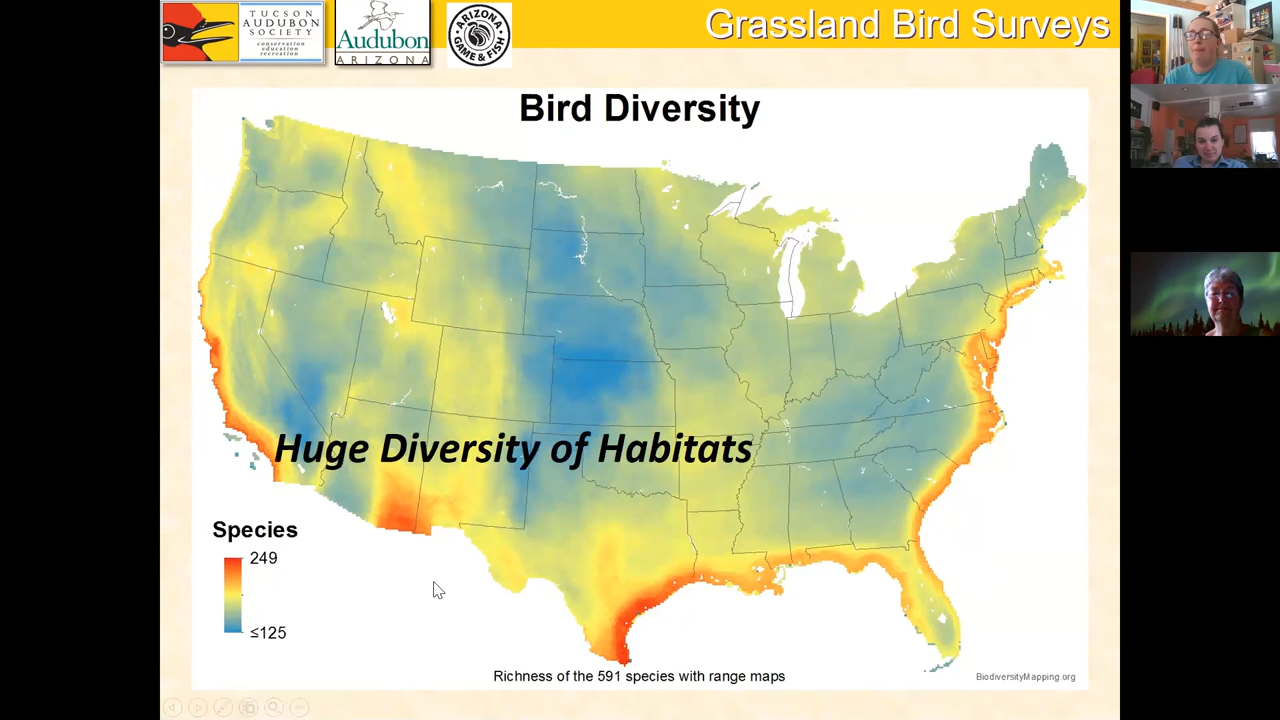 TUCSON
AUDUBON
SOCIETY
conservation
education
recreation
Audubon
ARIZONA
ARIZONA
GAME & FISH
Grassland Bird Surveys
Bird Diversity
Huge Diversity of Habitats
Species
249
≤125
Richness of the 591 species with range maps
BiodiversityMapping.org